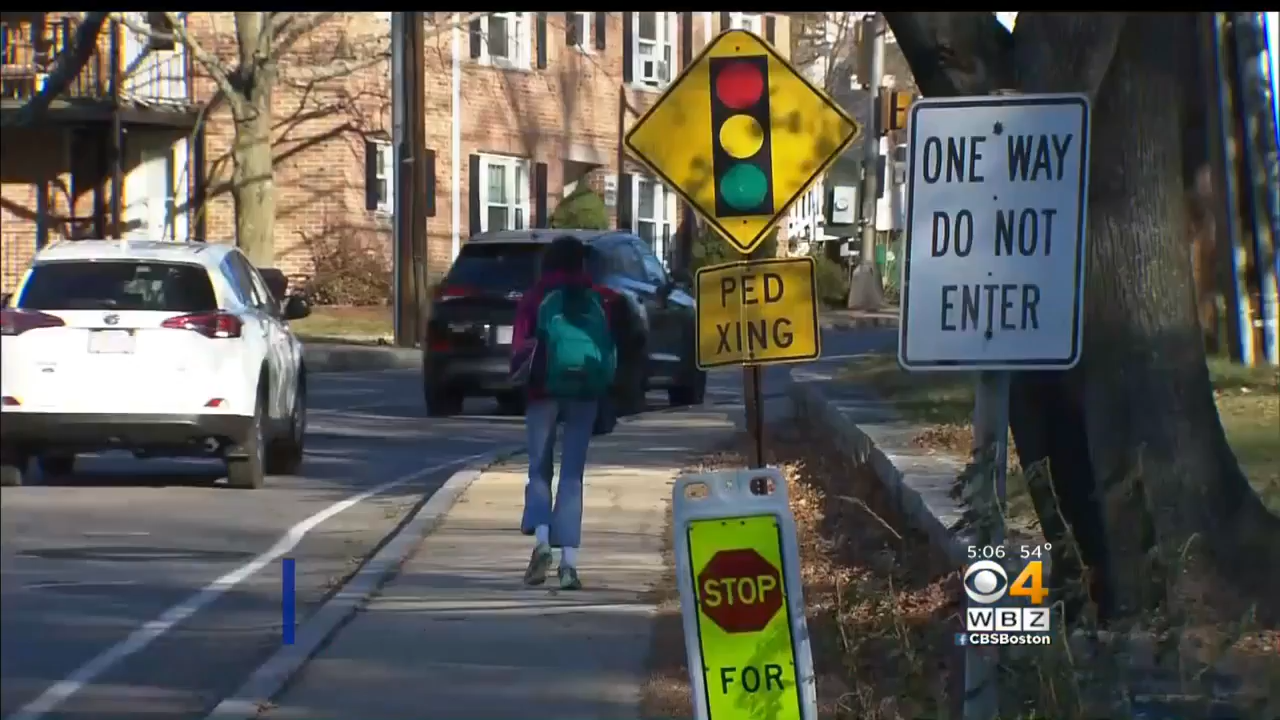 PED
XING
ONE WAY
DO NOT
ENTER
STOP
FOR
5:06 54°
4
WBZ
f CBSBoston